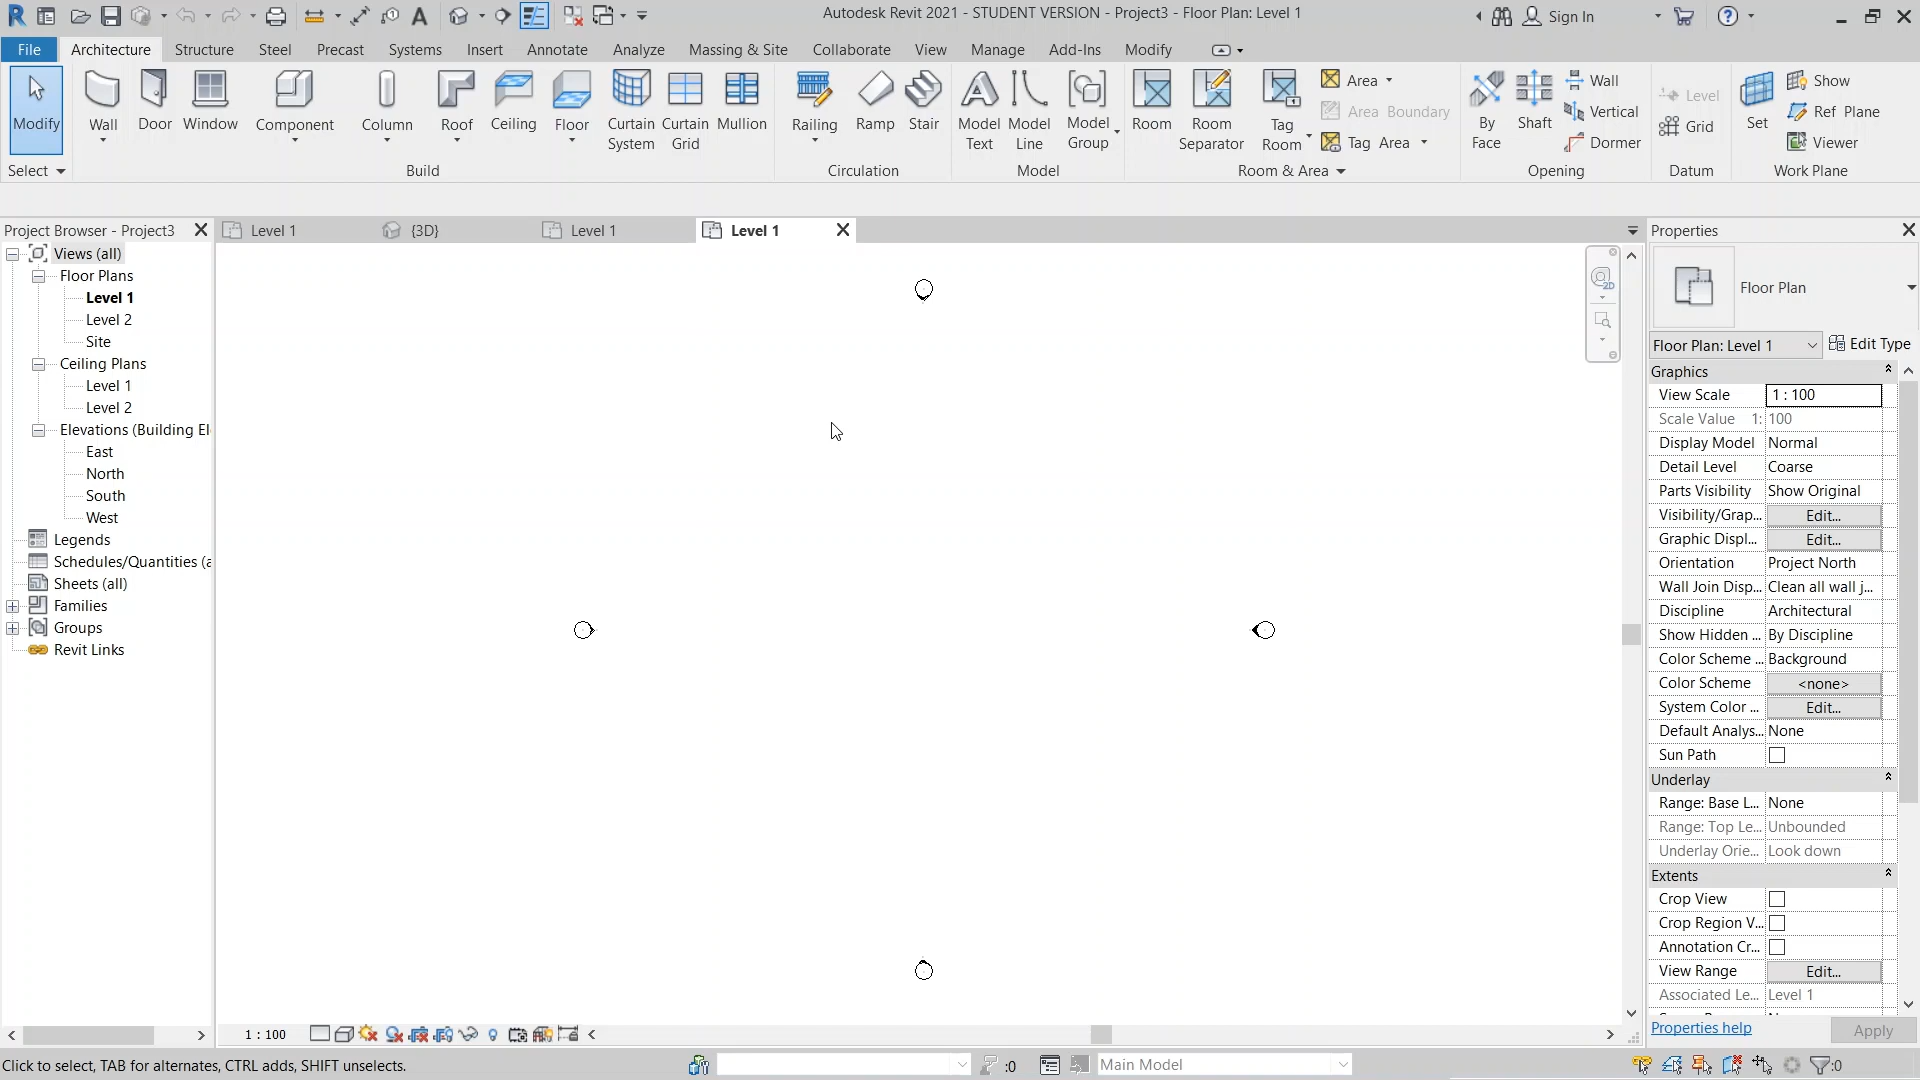 Autodesk Revit 2021 - STUDENT VERSION - Project3 - Floor Plan: Level 1
Sign In
File Architecture Structure Steel Precast Systems Insert Annotate Analyze Massing & Site Collaborate View Manage Add-Ins Modify
Modify
Wall
Door
Window
Component
Column
Roof
Ceiling
Floor
Curtain System
Curtain Grid
Mullion
Railing
Ramp
Stair
Model Text
Model Line
Model Group
Room
Room Separator
Tag Room
Area
Area Boundary
Tag Area
By Face
Shaft
Wall
Vertical
Dormer
Level
Grid
Set
Show
Ref Plane
Viewer
Select Build Circulation Model Room & Area Opening Datum Work Plane
Project Browser - Project3
Level 1 {3D} Level 1 Level 1
Views (all)
Floor Plans
Level 1
Level 2
Site
Ceiling Plans
Level 1
Level 2
Elevations (Building El
East
North
South
West
Legends
Schedules/Quantities (a
Sheets (all)
Families
Groups
Revit Links
2D
Properties
Floor Plan
Floor Plan: Level 1 Edit Type
Graphics
View Scale 1 : 100
Scale Value 1: 100
Display Model Normal
Detail Level Coarse
Parts Visibility Show Original
Visibility/Grap... Edit...
Graphic Displ... Edit...
Orientation Project North
Wall Join Disp... Clean all wall j...
Discipline Architectural
Show Hidden ... By Discipline
Color Scheme ... Background
Color Scheme <none>
System Color ... Edit...
Default Analys... None
Sun Path
Underlay
Range: Base L... None
Range: Top Le... Unbounded
Underlay Orie... Look down
Extents
Crop View
Crop Region V...
Annotation Cr...
View Range Edit...
Associated Le... Level 1
Properties help Apply
1 : 100
Click to select, TAB for alternates, CTRL adds, SHIFT unselects.
:0
Main Model
:0